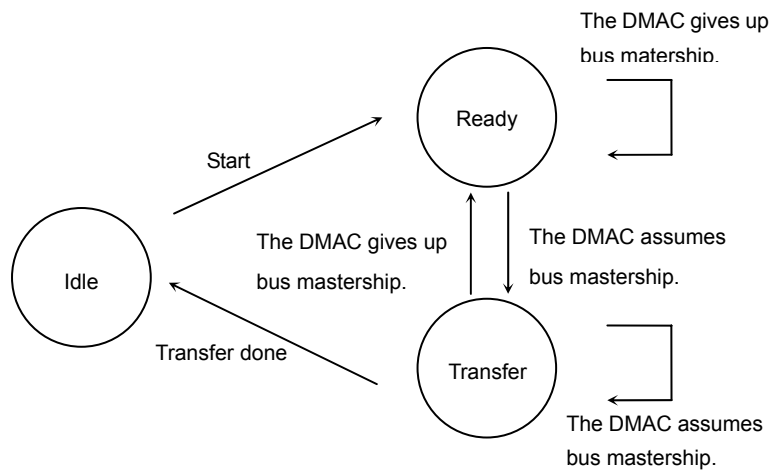 The DMAC gives up
bus matership.
Ready
Start
The DMAC gives up
bus mastership.
The DMAC assumes
bus mastership.
Idle
Transfer done
Transfer
The DMAC assumes
bus mastership.